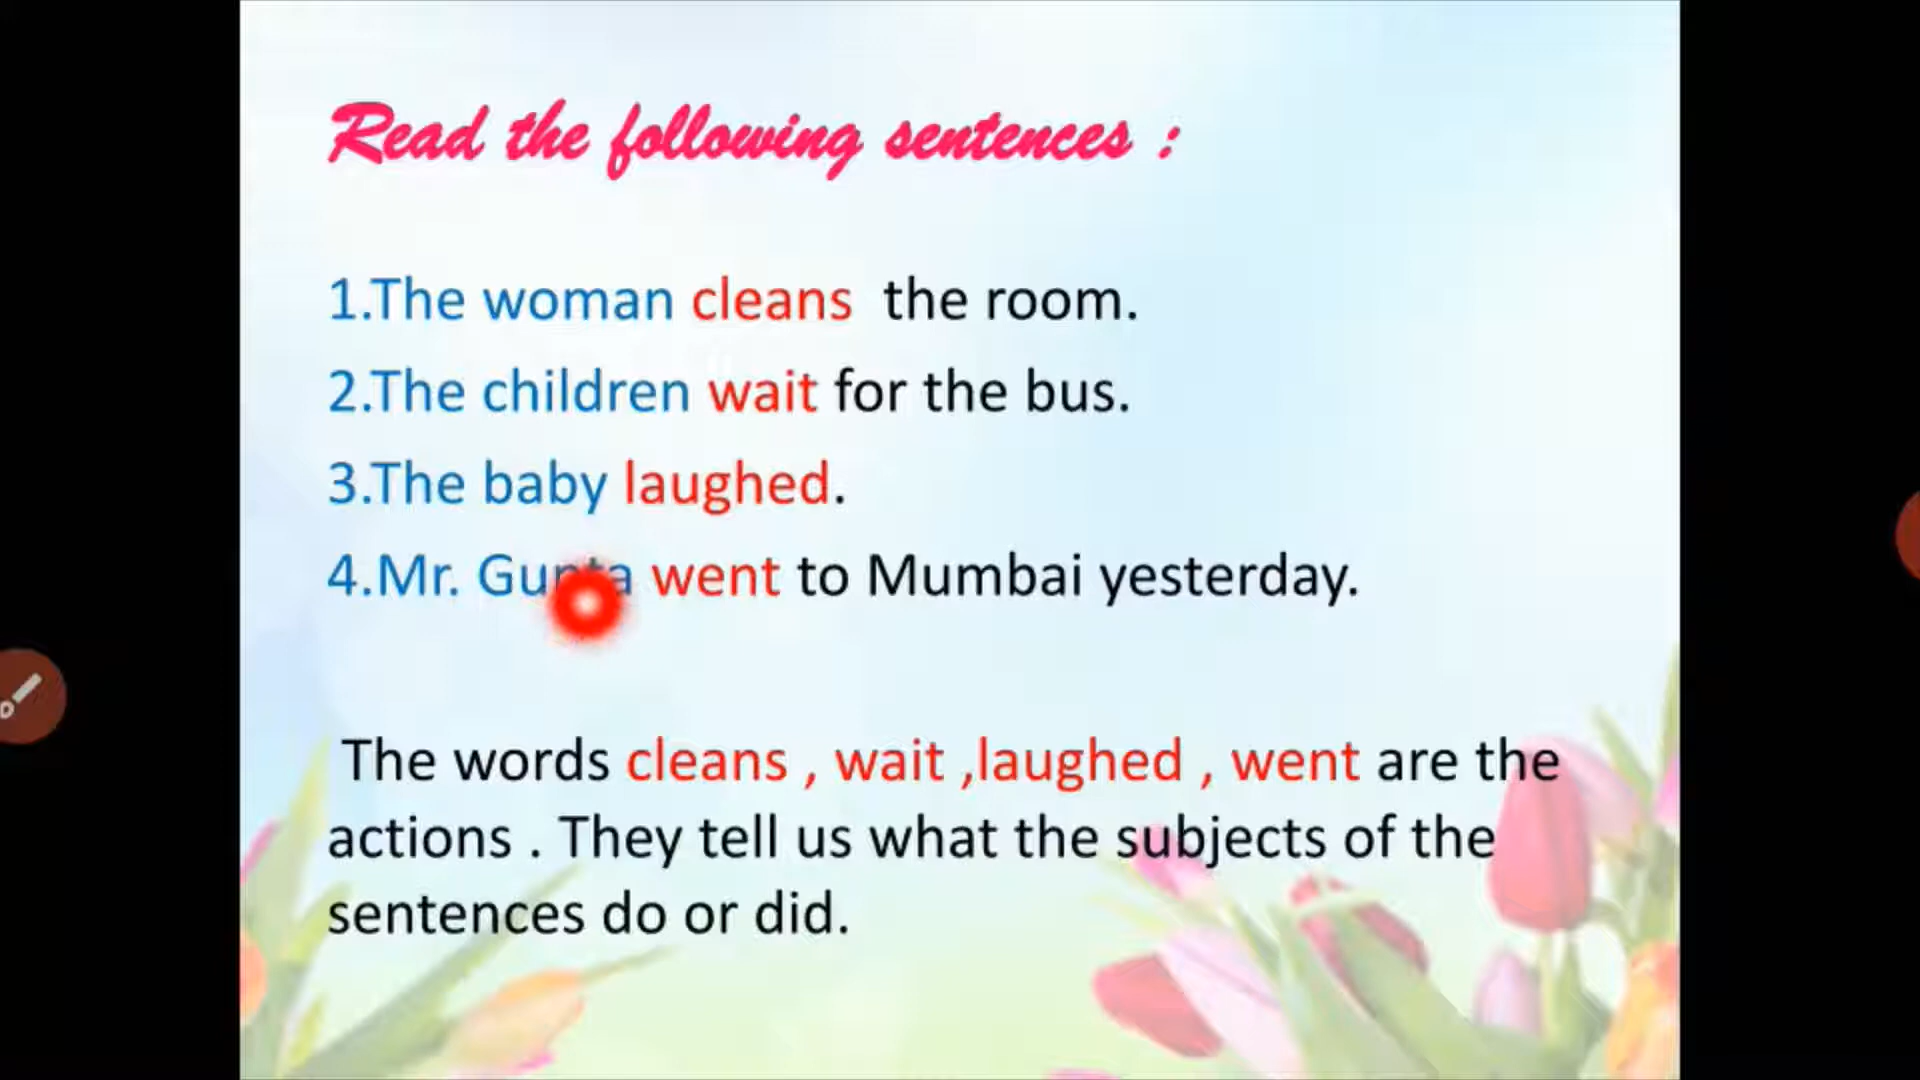 Read the following sentences :
1.The woman cleans the room.
2.The children wait for the bus.
3.The baby laughed.
4.Mr. Gupta went to Mumbai yesterday.
The words cleans , wait ,laughed , went are the
actions . They tell us what the subjects of the
sentences do or did.